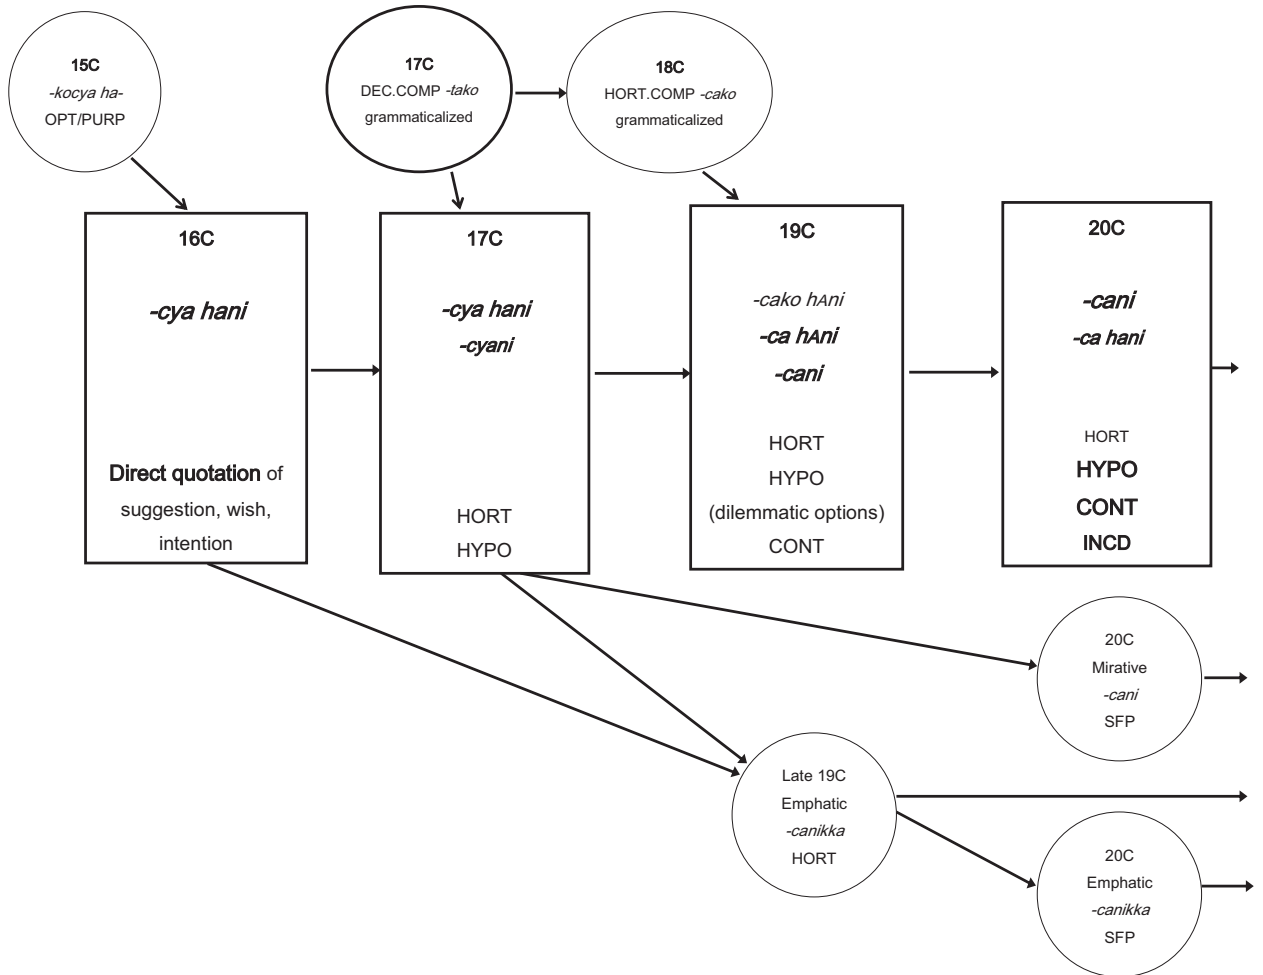 15C
-kocya ha-
OPT/PURP
17C
DEC.COMP -tako
grammaticalized
18C
HORT.COMP -cako
grammaticalized
16C
-cya hani
Direct quotation of
suggestion, wish,
intention
17C
-cya hani
-cyani
HORT
HYPO
19C
-cako hAni
-ca hAni
-cani
HORT
HYPO
(dilemmatic options)
CONT
20C
-cani
-ca hani
HORT
HYPO
CONT
INCD
20C
Mirative
-cani
SFP
Late 19C
Emphatic
-canikka
HORT
20C
Emphatic
-canikka
SFP